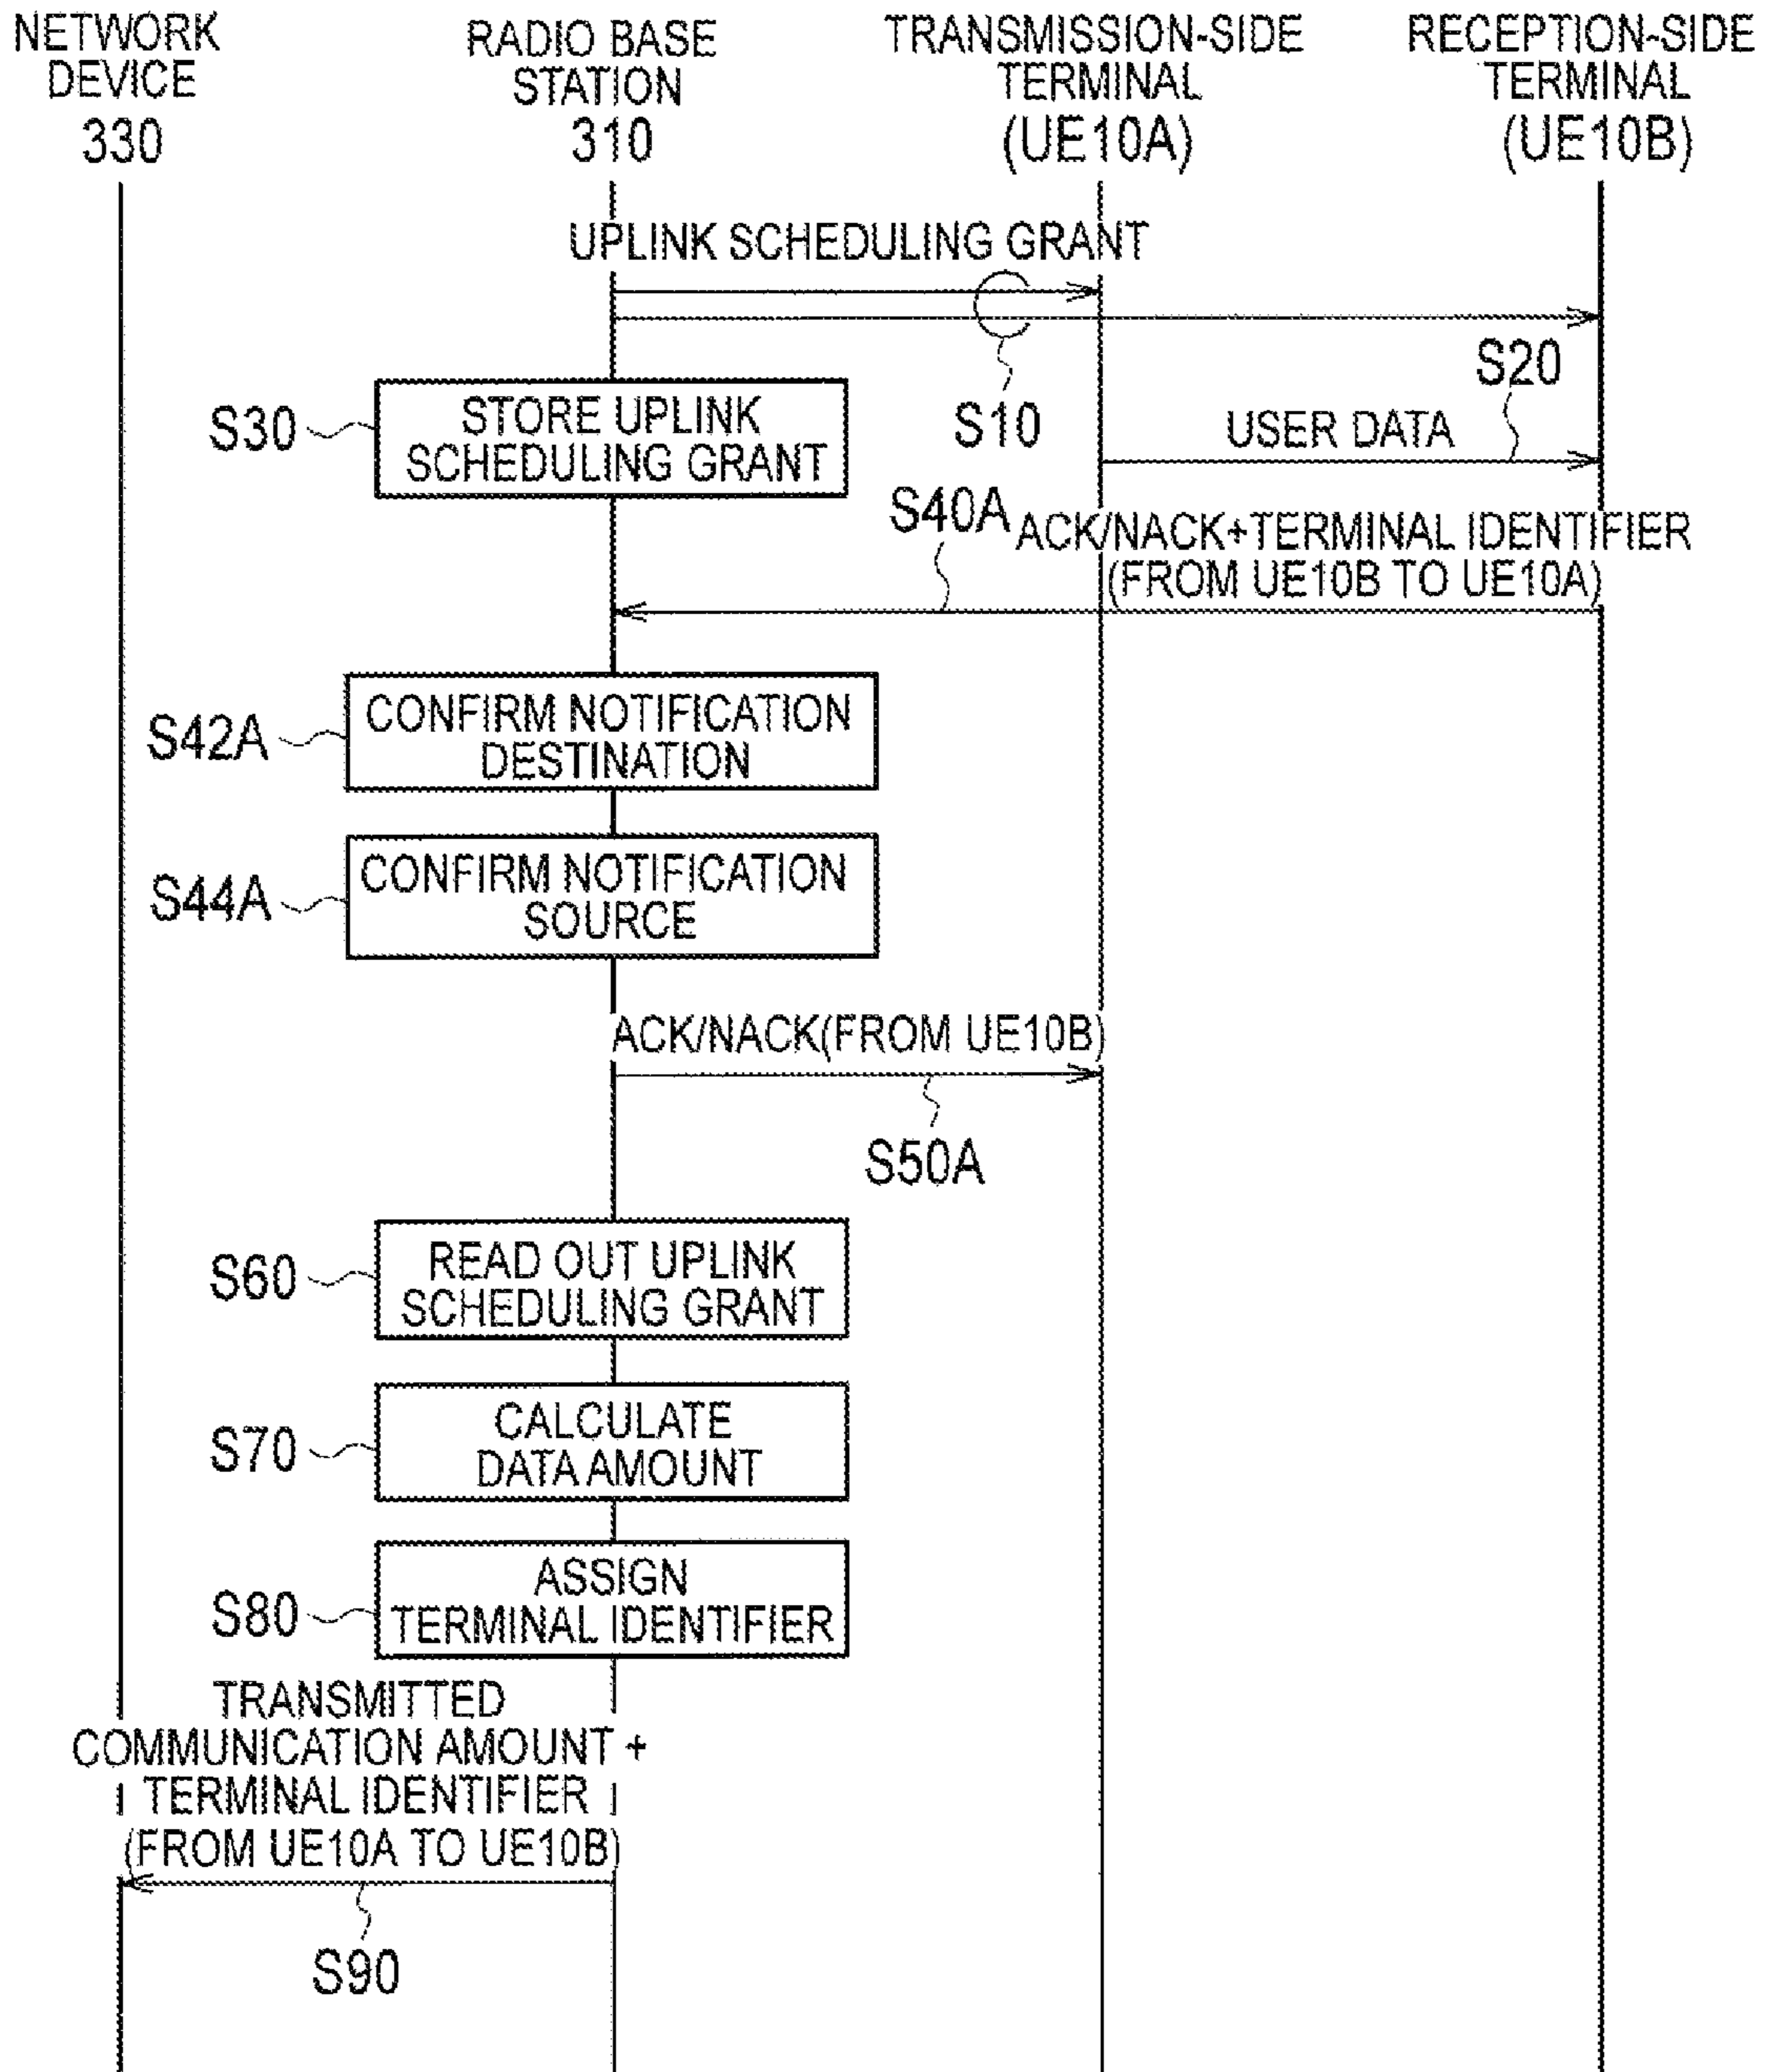 NETWORK
DEVICE
330
RADIO BASE
STATION
310
TRANSMISSION-SIDE
TERMINAL
(UE10A)
RECEPTION-SIDE
TERMINAL
(UE10B)
UPLINK SCHEDULING GRANT
S10
S20
S30
STORE UPLINK
SCHEDULING GRANT
USER DATA
S40A
ACK/NACK+TERMINAL IDENTIFIER
(FROM UE10B TO UE10A)
S42A
CONFIRM NOTIFICATION
DESTINATION
S44A
CONFIRM NOTIFICATION
SOURCE
ACK/NACK(FROM UE10B)
S50A
S60
READ OUT UPLINK
SCHEDULING GRANT
S70
CALCULATE
DATA AMOUNT
S80
ASSIGN
TERMINAL IDENTIFIER
TRANSMITTED
COMMUNICATION AMOUNT +
TERMINAL IDENTIFIER
(FROM UE10A TO UE10B)
S90